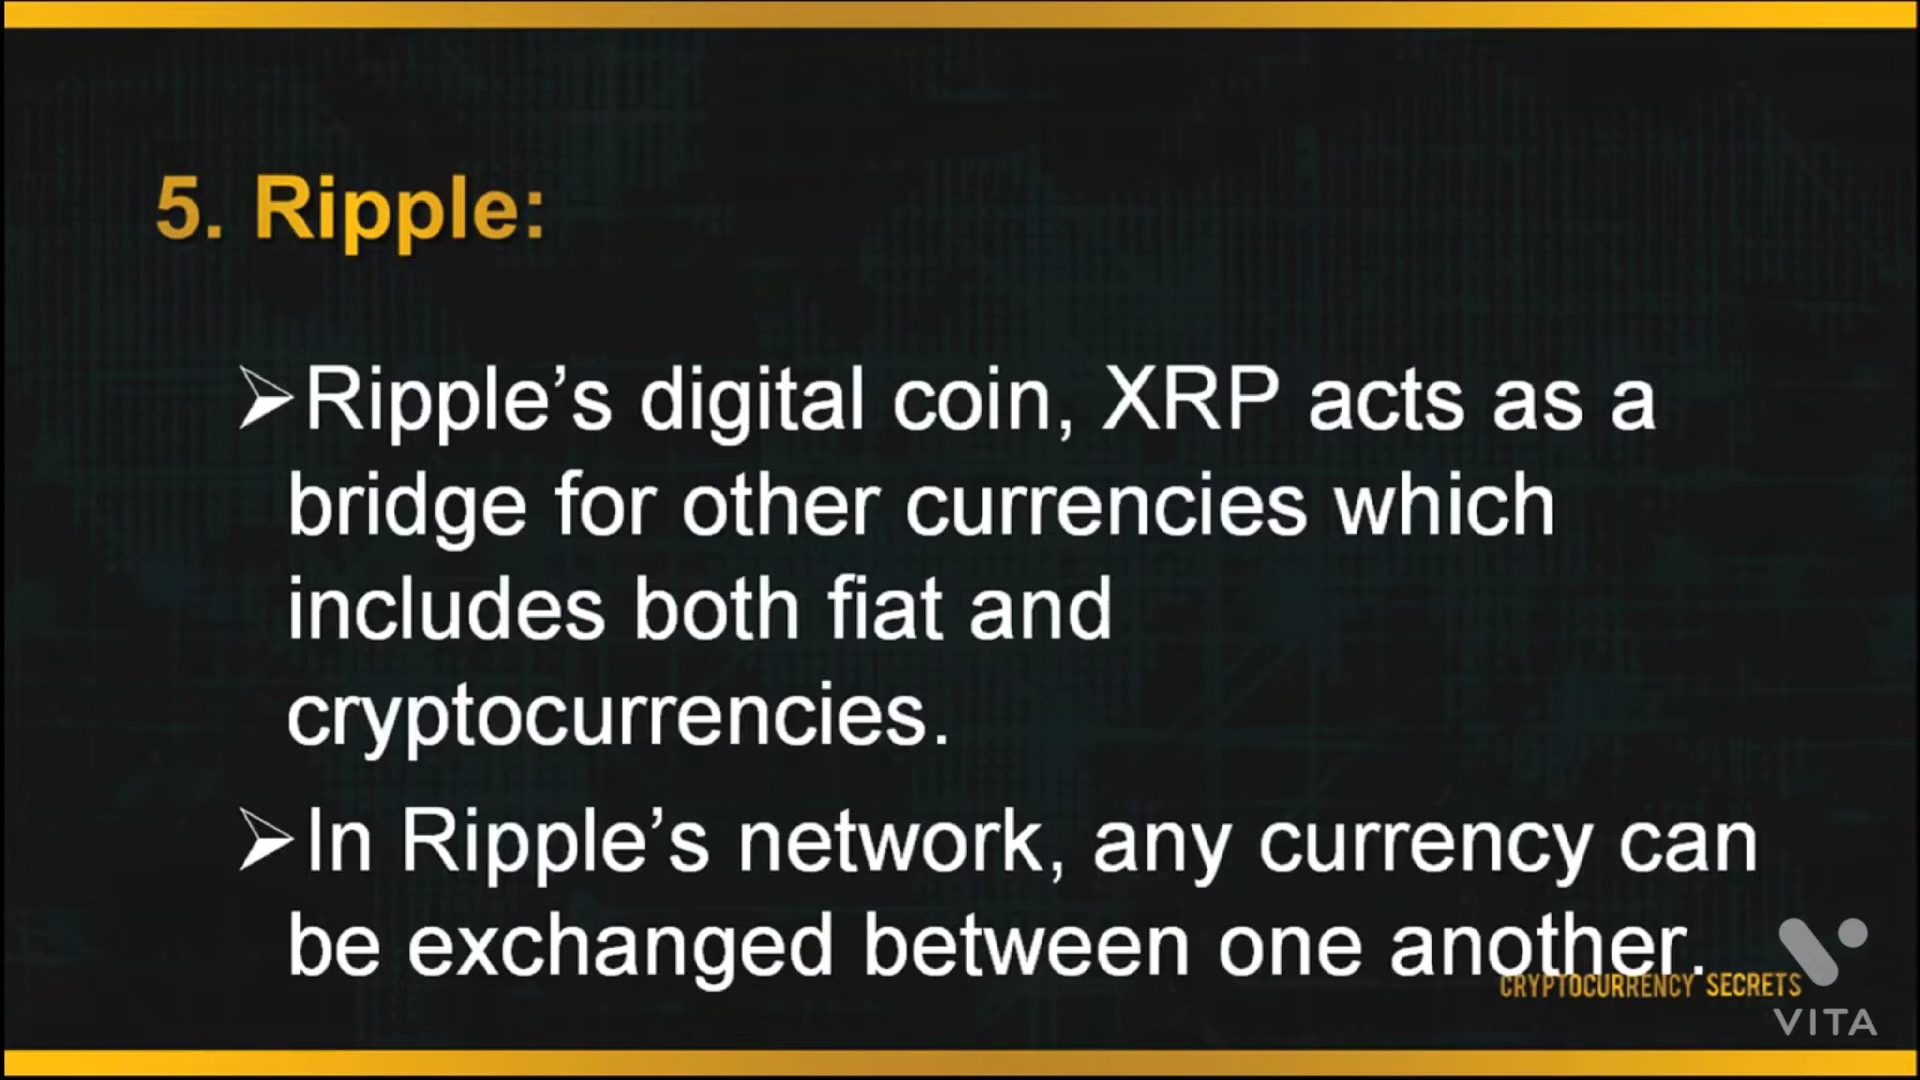 5. Ripple:
➢Ripple’s digital coin, XRP acts as a
bridge for other currencies which
includes both fiat and
cryptocurrencies.
➢In Ripple’s network, any currency can
be exchanged between one another.
CRYPTOCURRENCY SECRETS
VITA